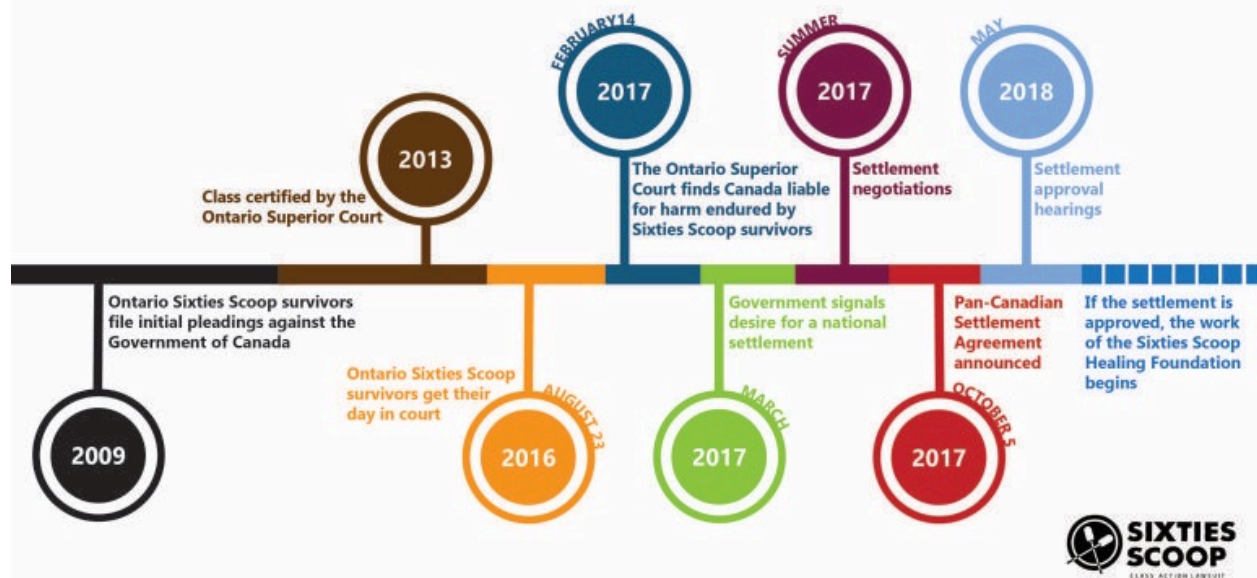 2009
Ontario Sixties Scoop survivors
file initial pleadings against the
Government of Canada
2013
Class certified by the
Ontario Superior Court
AUGUST 23
2016
Ontario Sixties Scoop
survivors get their
day in court
FEBRUARY14
2017
The Ontario Superior
Court finds Canada liable
for harm endured by
Sixties Scoop survivors
MARCH
2017
Government signals
desire for a national
settlement
SUMMER
2017
Settlement
negotiations
OCTOBER 5
2017
Pan-Canadian
Settlement
Agreement
announced
MAY
2018
Settlement
approval
hearings
If the settlement is
approved, the work
of the Sixties Scoop
Healing Foundation
begins
SIXTIES
SCOOP
CLASS ACTION LAWSUIT